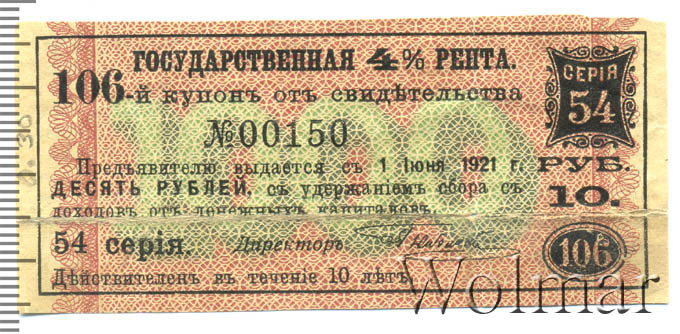 ГОСУДАРСТВЕННАЯ 4% РЕНТА.
106-й купонъ отъ свидѣтельства
№00150
СЕРІЯ
54
Предъявителю выдается съ 1 Іюня 1921 г.
ДЕСЯТЬ РУБЛЕЙ, съ удержаніемъ сбора съ
доходовъ отъ денежныхъ капиталовъ.
РУБ.
10.
54 серія. Директоръ
106
Дѣйствителенъ въ теченіе 10 лѣтъ
1000
Wolmar